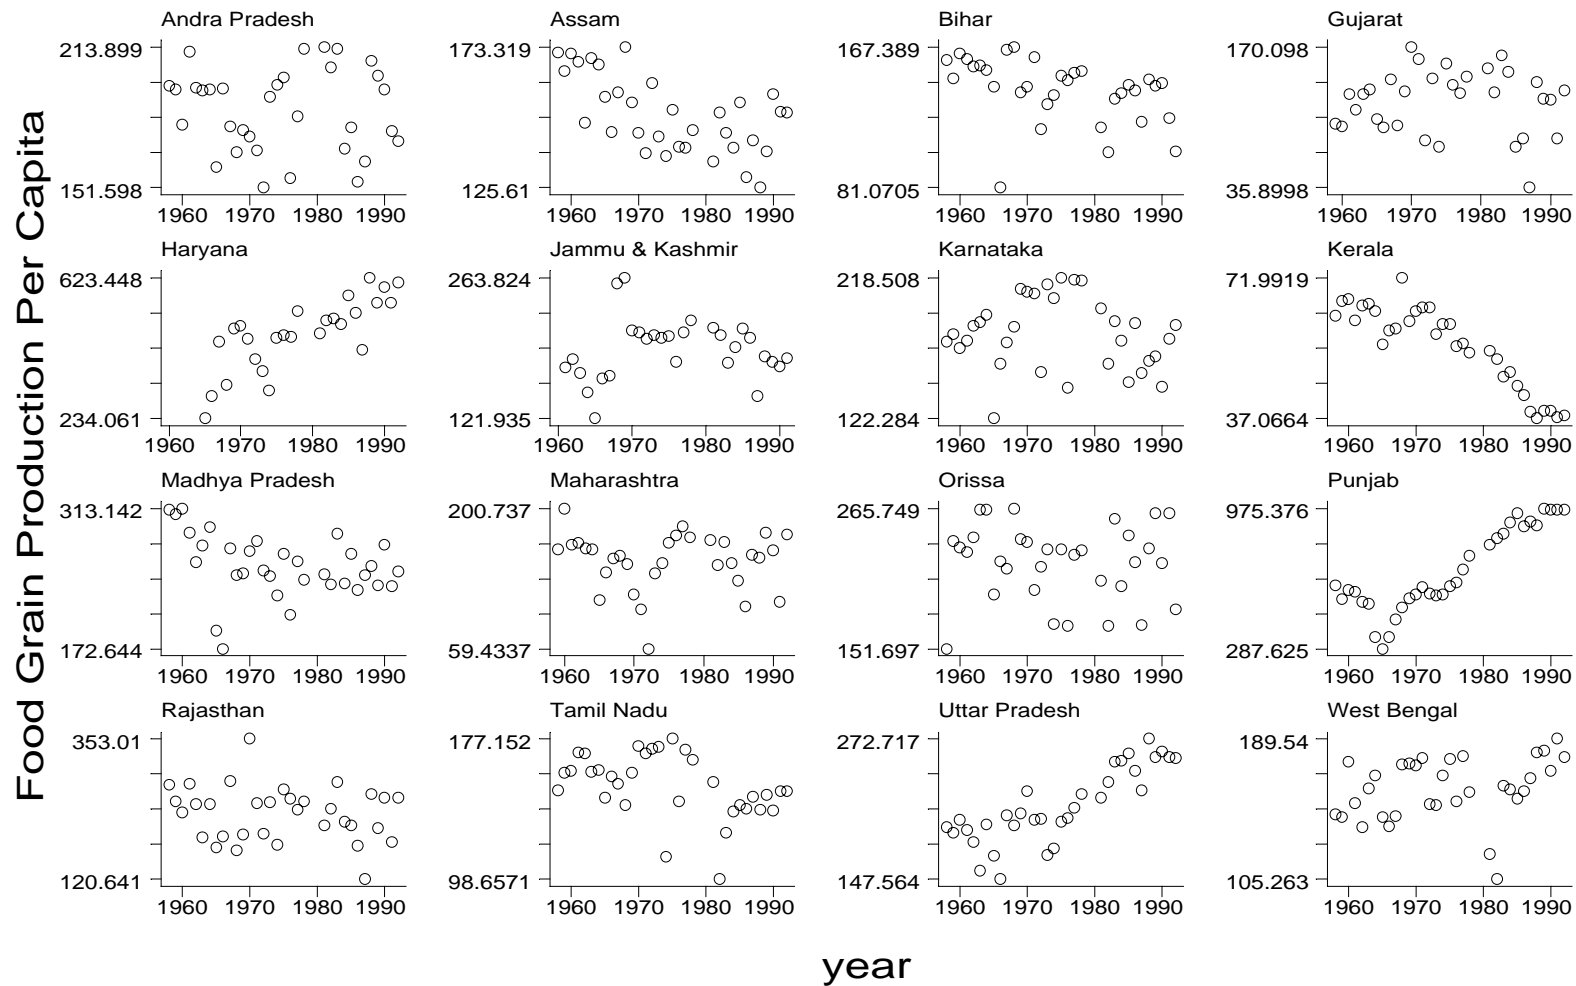 Food Grain Production Per Capita
Andra Pradesh
213.899
151.598
1960 1970 1980 1990
Assam
173.319
125.61
1960 1970 1980 1990
Bihar
167.389
81.0705
1960 1970 1980 1990
Gujarat
170.098
35.8998
1960 1970 1980 1990
Haryana
623.448
234.061
1960 1970 1980 1990
Jammu & Kashmir
263.824
121.935
1960 1970 1980 1990
Karnataka
218.508
122.284
1960 1970 1980 1990
Kerala
71.9919
37.0664
1960 1970 1980 1990
Madhya Pradesh
313.142
172.644
1960 1970 1980 1990
Maharashtra
200.737
59.4337
1960 1970 1980 1990
Orissa
265.749
151.697
1960 1970 1980 1990
Punjab
975.376
287.625
1960 1970 1980 1990
Rajasthan
353.01
120.641
1960 1970 1980 1990
Tamil Nadu
177.152
98.6571
1960 1970 1980 1990
Uttar Pradesh
272.717
147.564
1960 1970 1980 1990
West Bengal
189.54
105.263
1960 1970 1980 1990
year